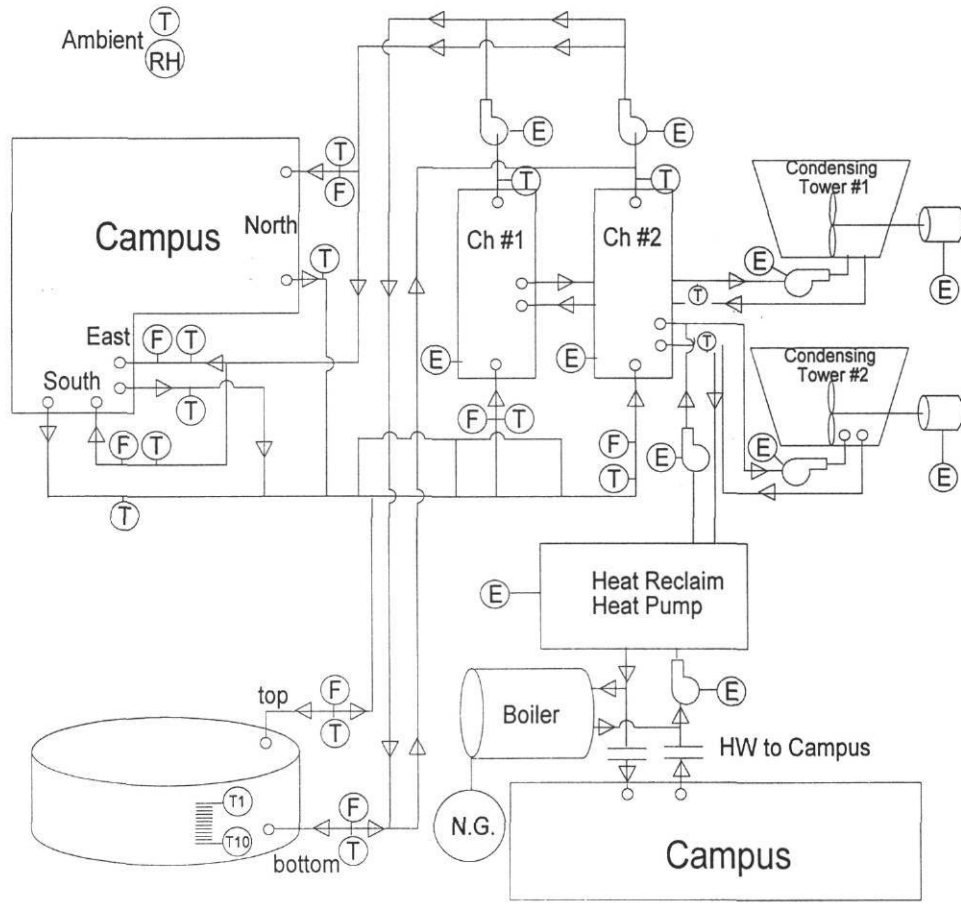 Ambient
T
RH
E
E
T
F
T
T
Condensing
Tower #1
Campus
North
Ch #1
Ch #2
T
E
T
E
East
F
T
E
E
T
Condensing
Tower #2
South
T
F
T
F
T
F
E
E
T
T
E
E
Heat Reclaim
Heat Pump
top
F
T
Boiler
E
HW to Campus
T1
T10
F
T
bottom
N.G.
Campus